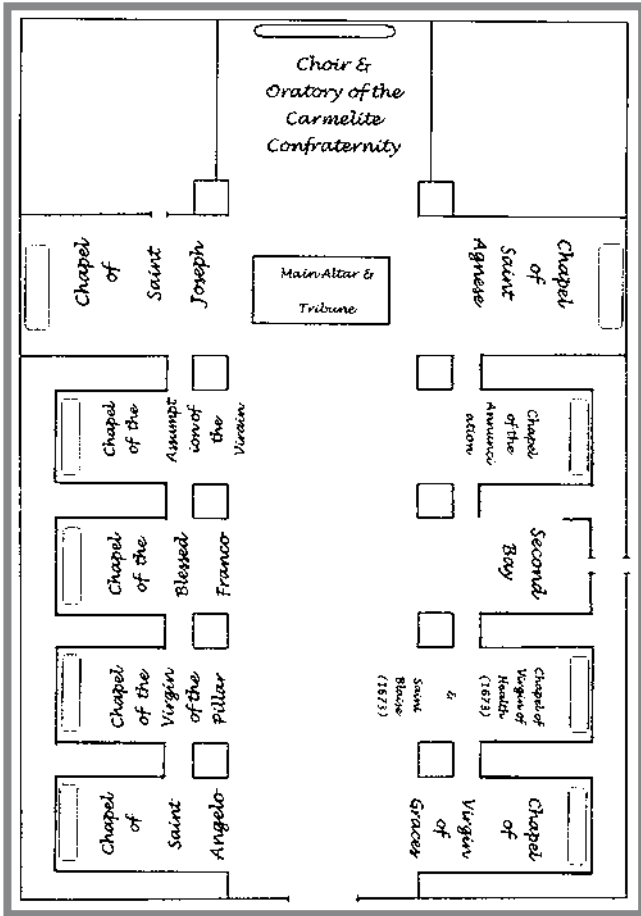 Choir &
Oratory of the
Carmelite
Confraternity
Chapel
of
Saint
Joseph
Main Altar &
Tribune
Chapel
of
Saint
Agnese
Chapel
of the
Assumpt
ion of
the
Virgin
Chapel
of the
Annunci
ation
Chapel
of the
Blessed
Franco
Second
Bay
Chapel
of the
Virgin
of the
Pillar
Chapel of
Virgin of
Health
(1673)
&
Saint
Blaise
(1673)
Chapel
of
Saint
Angelo
Chapel
of
Virgin
of
Graces